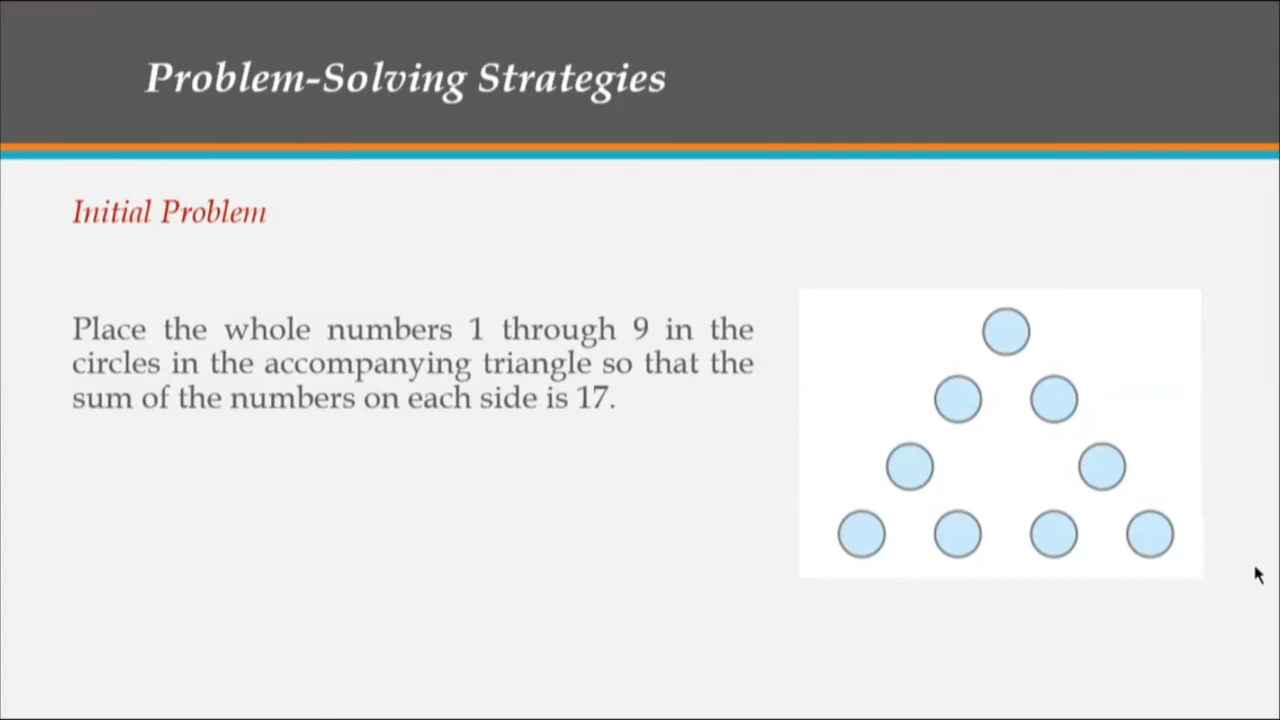 Problem-Solving Strategies
Initial Problem
Place the whole numbers 1 through 9 in the
circles in the accompanying triangle so that the
sum of the numbers on each side is 17.